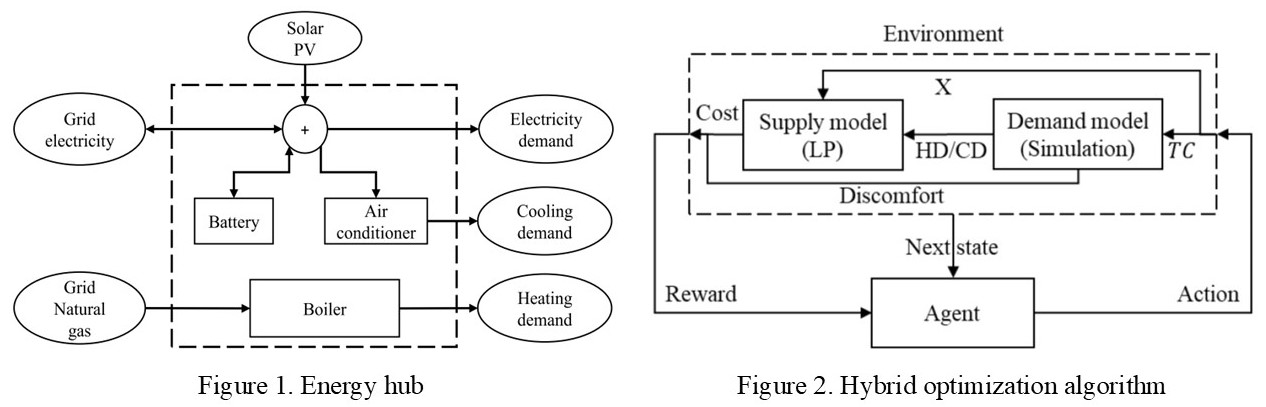 Solar
PV
Grid
electricity
+
Electricity
demand
Battery
Air
conditioner
Cooling
demand
Grid
Natural
gas
Boiler
Heating
demand
Figure 1. Energy hub
Environment
X
Cost
Supply model
(LP)
HD/CD
Demand model
(Simulation)
TC
Discomfort
Next state
Reward
Agent
Action
Figure 2. Hybrid optimization algorithm